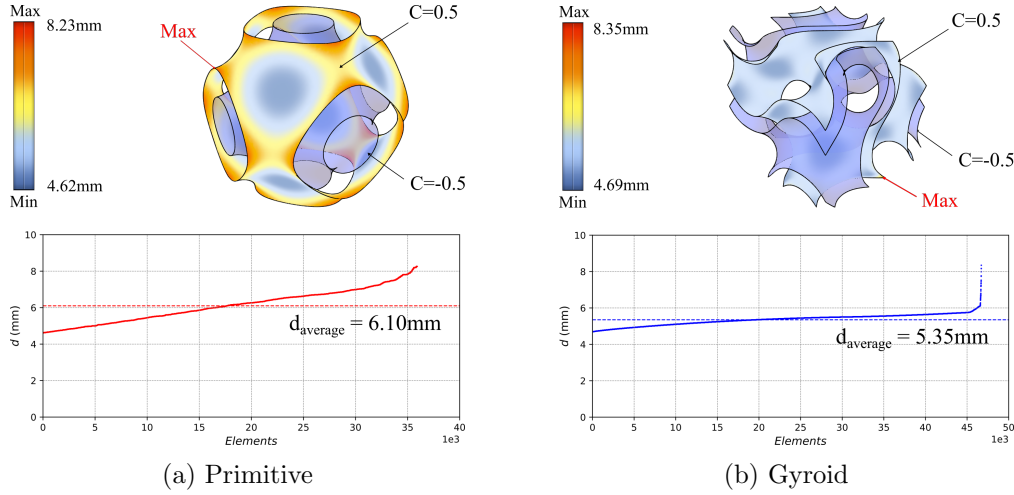 Max
8.23mm
4.62mm
Min
Max
C=0.5
C=-0.5
10
8
6
4
2
0
d (mm)
d_average = 6.10mm
0 5 10 15 20 25 30 35 40
Elements
1e3
(a) Primitive
Max
8.35mm
4.69mm
Min
C=0.5
C=-0.5
Max
10
8
6
4
2
0
d (mm)
d_average = 5.35mm
0 5 10 15 20 25 30 35 40 45 50
Elements
1e3
(b) Gyroid